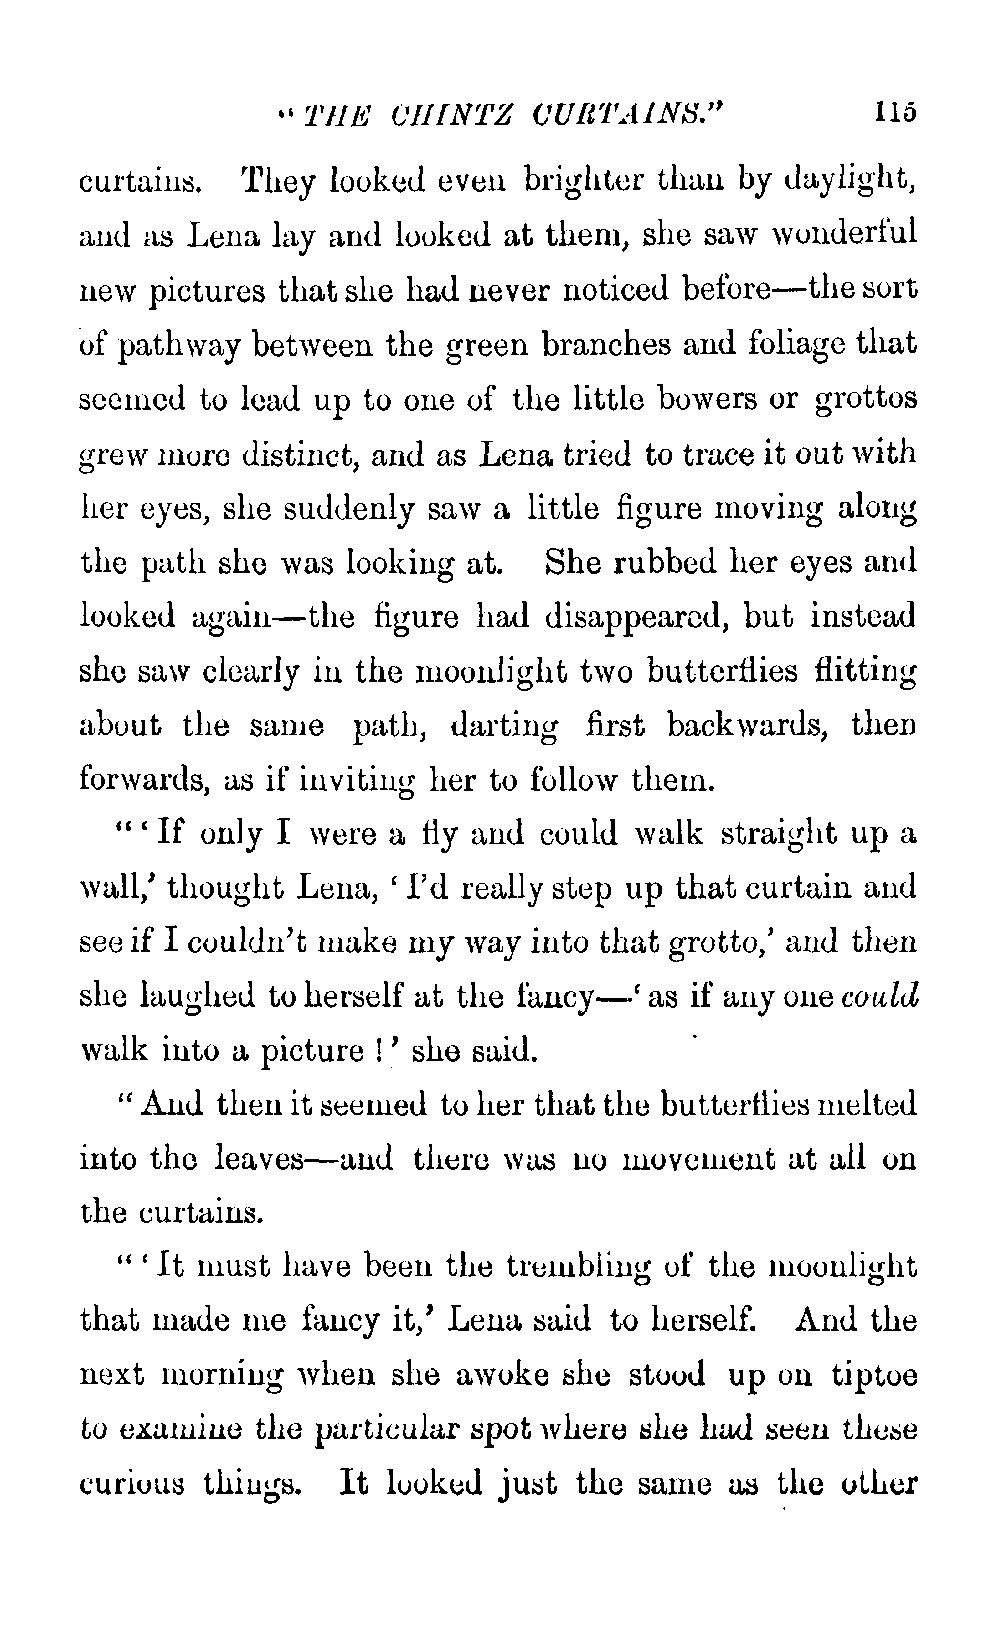 "THE CHINTZ CURTAINS." 115
curtains. They looked even brighter than by daylight,
and as Lena lay and looked at them, she saw wonderful
new pictures that she had never noticed before—the sort
of pathway between the green branches and foliage that
seemed to lead up to one of the little bowers or grottos
grew more distinct, and as Lena tried to trace it out with
her eyes, she suddenly saw a little figure moving along
the path she was looking at. She rubbed her eyes and
looked again—the figure had disappeared, but instead
she saw clearly in the moonlight two butterflies flitting
about the same path, darting first backwards, then
forwards, as if inviting her to follow them.
"'If only I were a fly and could walk straight up a
wall,' thought Lena, 'I'd really step up that curtain and
see if I couldn't make my way into that grotto,' and then
she laughed to herself at the fancy—'as if any one could
walk into a picture!' she said.
"And then it seemed to her that the butterflies melted
into the leaves—and there was no movement at all on
the curtains.
"'It must have been the trembling of the moonlight
that made me fancy it,' Lena said to herself. And the
next morning when she awoke she stood up on tiptoe
to examine the particular spot where she had seen these
curious things. It looked just the same as the other